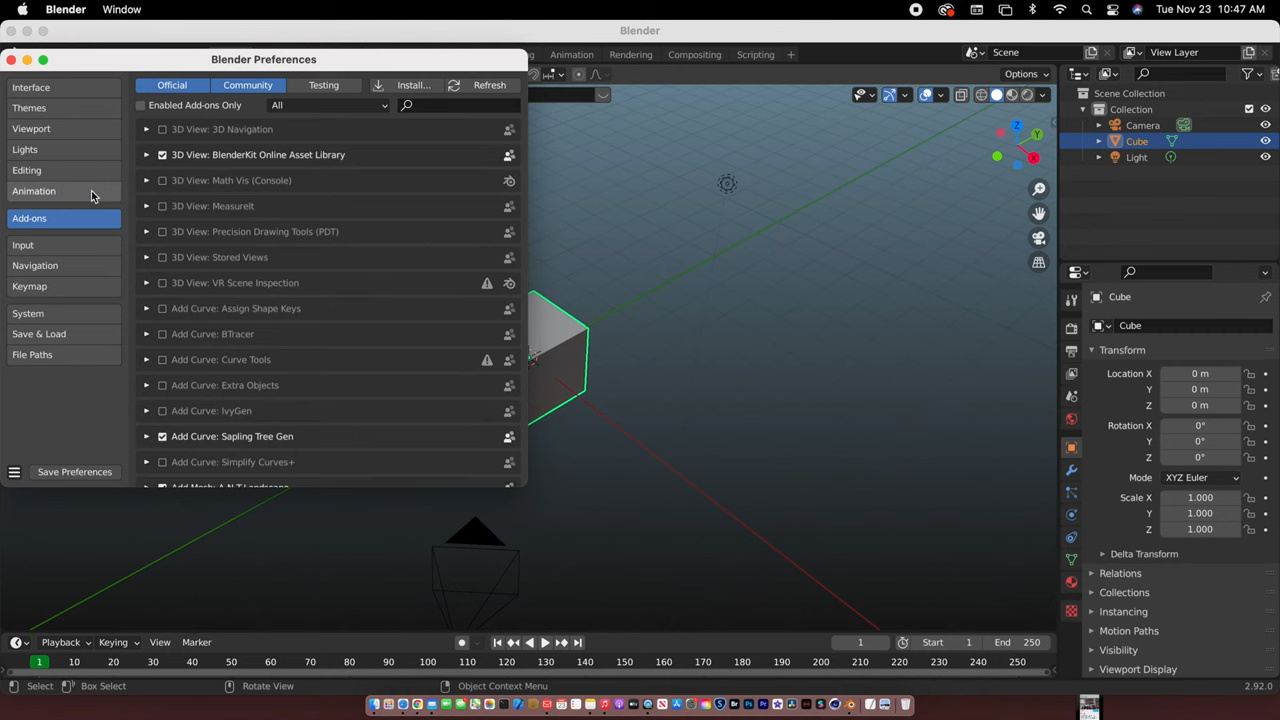 Blender Window Tue Nov 23 10:47 AM
Blender
Animation Rendering Compositing Scripting Scene View Layer
Blender Preferences
Options
Interface
Themes
Viewport
Lights
Editing
Animation
Add-ons
Input
Navigation
Keymap
System
Save & Load
File Paths
Save Preferences
Official Community Testing Install... Refresh
Enabled Add-ons Only All
3D View: 3D Navigation
3D View: BlenderKit Online Asset Library
3D View: Math Vis (Console)
3D View: MeasureIt
3D View: Precision Drawing Tools (PDT)
3D View: Stored Views
3D View: VR Scene Inspection
Add Curve: Assign Shape Keys
Add Curve: BTracer
Add Curve: Curve Tools
Add Curve: Extra Objects
Add Curve: IvyGen
Add Curve: Sapling Tree Gen
Add Curve: Simplify Curves+
Add Mesh: A.N.T.Landscape
Z
Y
X
Scene Collection
Collection
Camera
Cube
Light
Cube
Cube
Transform
Location X 0 m
Y 0 m
Z 0 m
Rotation X 0°
Y 0°
Z 0°
Mode XYZ Euler
Scale X 1.000
Y 1.000
Z 1.000
Delta Transform
Relations
Collections
Instancing
Motion Paths
Visibility
Viewport Display
Playback Keying View Marker 1 Start 1 End 250
1 10 20 30 40 50 60 70 80 90 100 110 120 130 140 150 160 170 180 190 200 210 220 230 240 250
Select Box Select Rotate View Object Context Menu 2.92.0